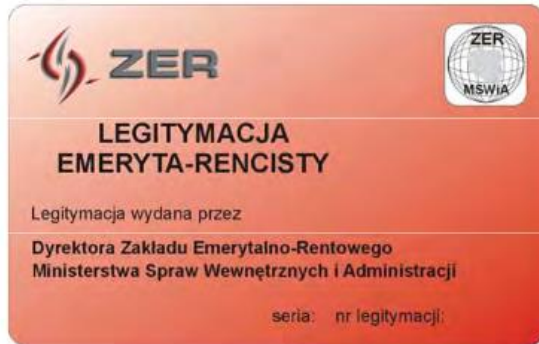 ZER
ZER
MSWiA
LEGITYMACJA
EMERYTA-RENCISTY
Legitymacja wydana przez
Dyrektora Zakładu Emerytalno-Rentowego
Ministerstwa Spraw Wewnętrznych i Administracji
seria: nr legitymacji: